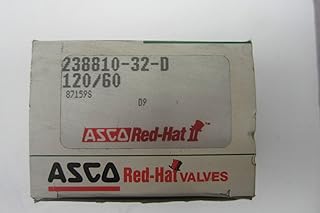 238810-32-D
120/60
87159S
D9
ASCO Red-Hat II
ASCO Red-Hat VALVES